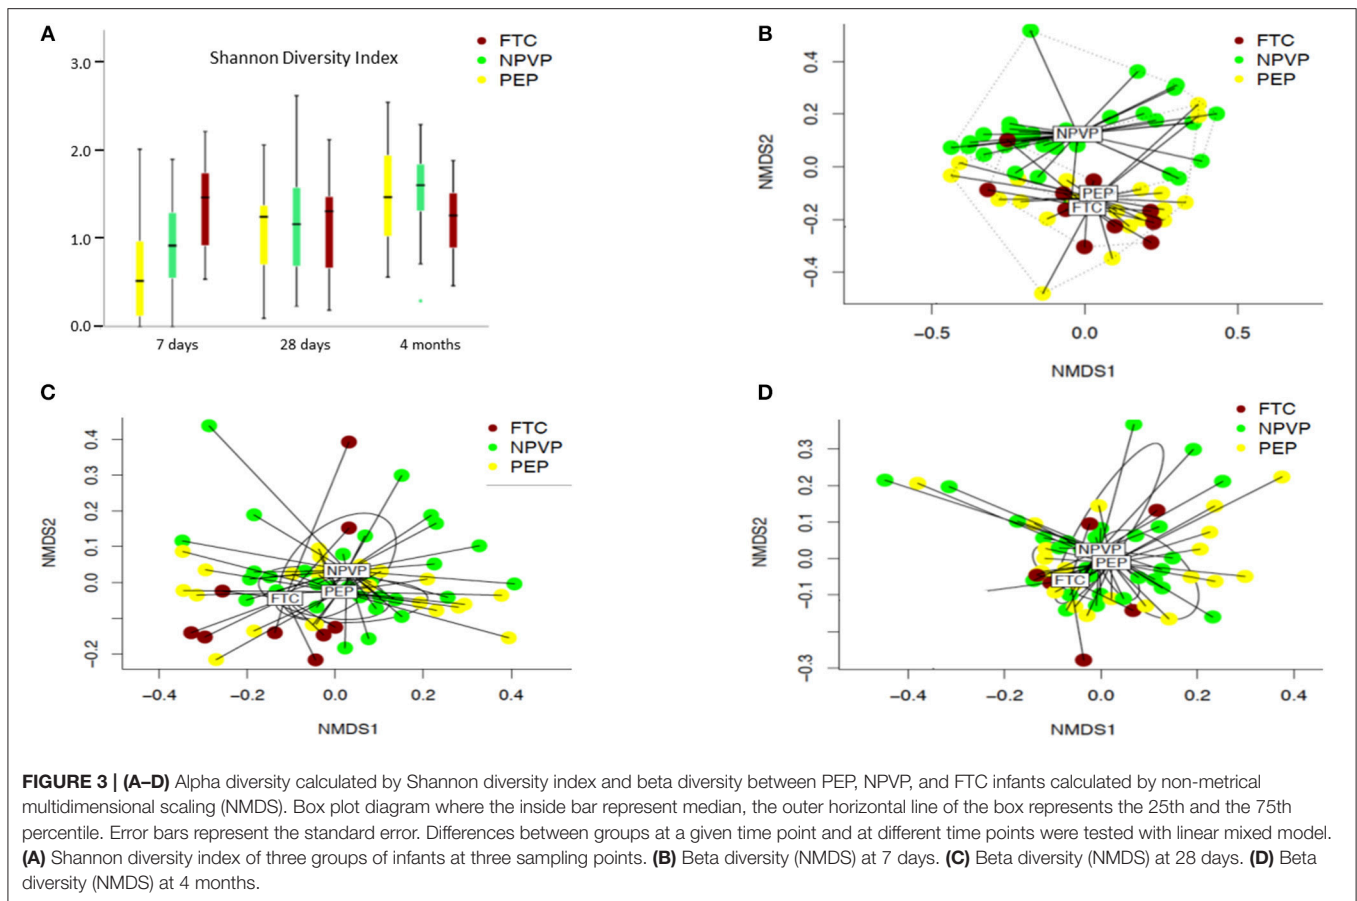 A
Shannon Diversity Index
FTC
NPVP
PEP
3.0
2.0
1.0
0.0
7 days
28 days
4 months
B
FTC
NPVP
PEP
NMDS2
0.4
0.2
0.0
-0.2
-0.4
NPVP
PEP
FTC
-0.5
0.0
0.5
NMDS1
C
FTC
NPVP
PEP
NMDS2
0.4
0.3
0.2
0.1
0.0
-0.2
NPVP
PEP
FTC
-0.4
-0.2
0.0
0.2
0.4
NMDS1
D
FTC
NPVP
PEP
NMDS2
0.3
0.1
0.0
-0.1
-0.3
NPVP
PEP
FTC
-0.4
-0.2
0.0
0.2
0.4
NMDS1
FIGURE 3 | (A–D) Alpha diversity calculated by Shannon diversity index and beta diversity between PEP, NPVP, and FTC infants calculated by non-metrical
multidimensional scaling (NMDS). Box plot diagram where the inside bar represent median, the outer horizontal line of the box represents the 25th and the 75th
percentile. Error bars represent the standard error. Differences between groups at a given time point and at different time points were tested with linear mixed model.
(A) Shannon diversity index of three groups of infants at three sampling points. (B) Beta diversity (NMDS) at 7 days. (C) Beta diversity (NMDS) at 28 days. (D) Beta
diversity (NMDS) at 4 months.